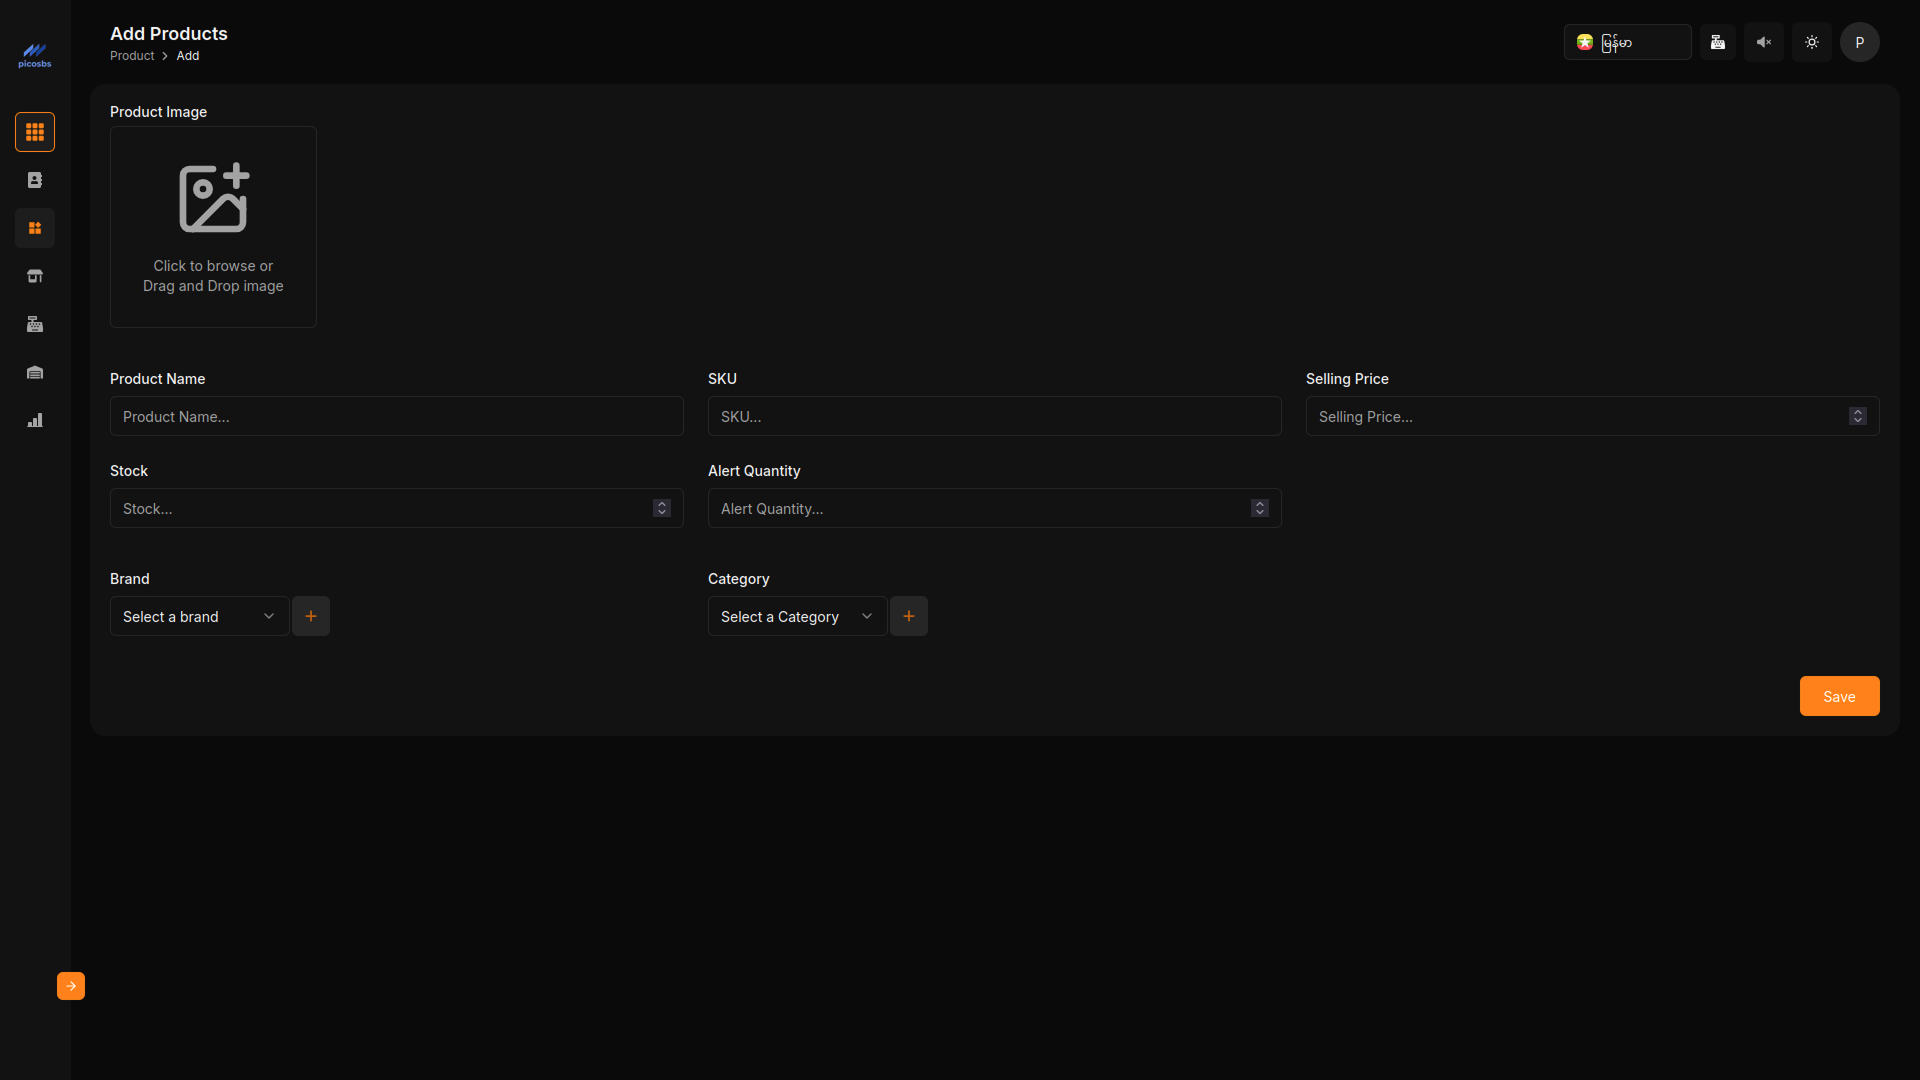 picosbs
Add Products
Product > Add
မြန်မာ
P
Product Image
Click to browse or
Drag and Drop image
Product Name
SKU
Selling Price
Product Name...
SKU...
Selling Price...
Stock
Alert Quantity
Stock...
Alert Quantity...
Brand
Category
Select a brand
Select a Category
Save